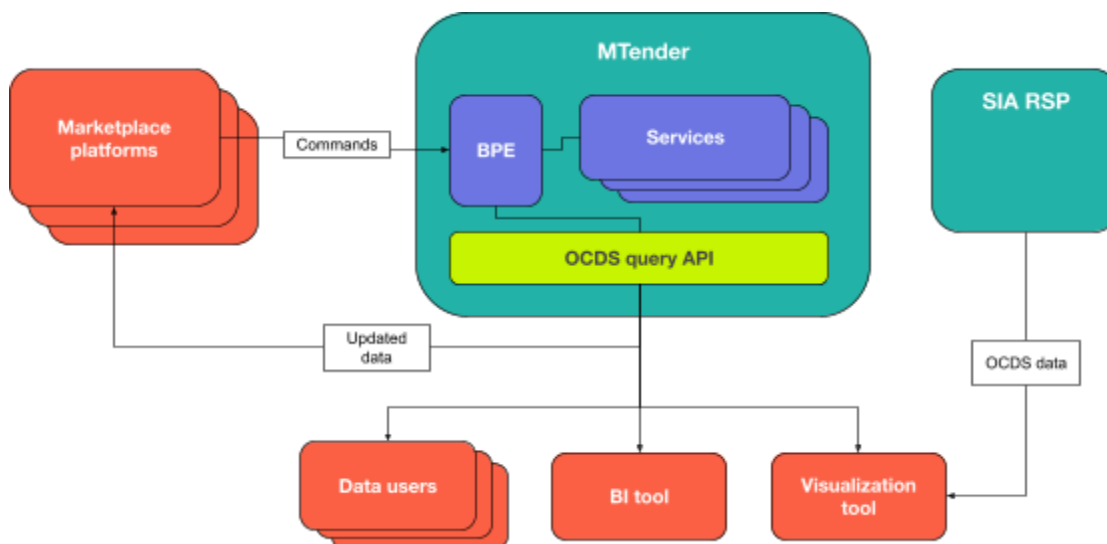 MTender
SIA RSP
Marketplace
platforms
Commands
BPE
Services
OCDS query API
Updated
data
OCDS data
Data users
BI tool
Visualization
tool